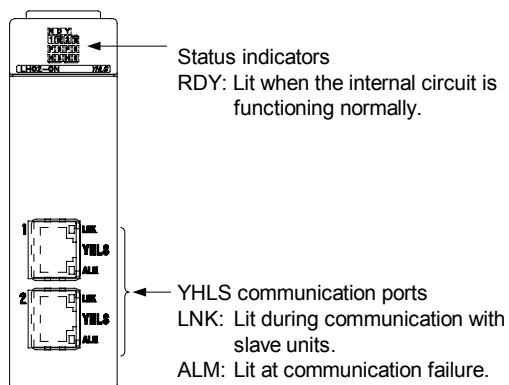 RDY
LH02-0N YHLS
Status indicators
RDY: Lit when the internal circuit is
functioning normally.
1 LNK
YHLS
ALM
2 LNK
YHLS
ALM
YHLS communication ports
LNK: Lit during communication with
slave units.
ALM: Lit at communication failure.